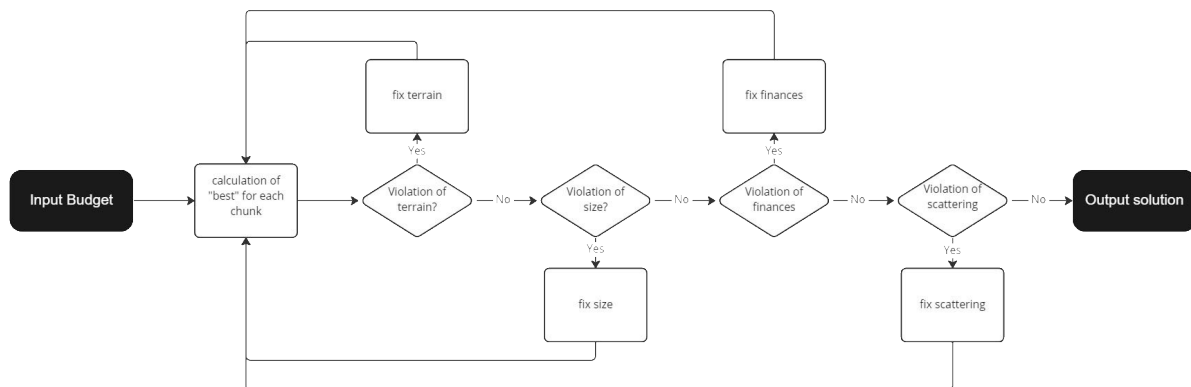 fix terrain
fix finances
Yes
Yes
Input Budget
calculation of
"best" for each
chunk
Violation of
terrain?
No
Violation of
size?
No
Violation of
finances
No
Violation of
scattering
No
Output solution
Yes
Yes
fix size
fix scattering